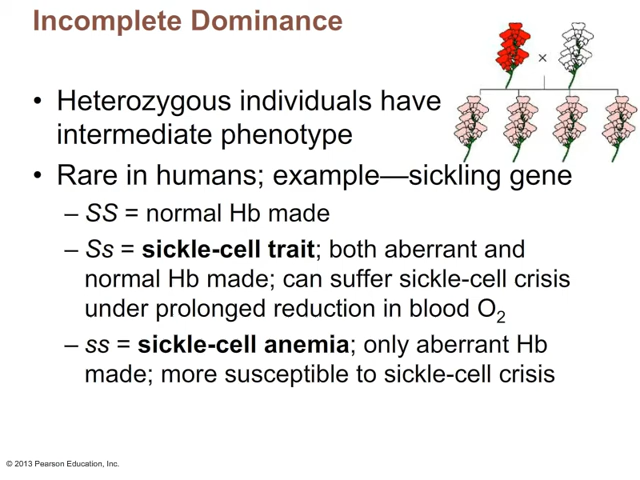 Incomplete Dominance
×
• Heterozygous individuals have
intermediate phenotype
• Rare in humans; example—sickling gene
– SS = normal Hb made
– Ss = sickle-cell trait; both aberrant and
normal Hb made; can suffer sickle-cell crisis
under prolonged reduction in blood O₂
– ss = sickle-cell anemia; only aberrant Hb
made; more susceptible to sickle-cell crisis
© 2013 Pearson Education, Inc.